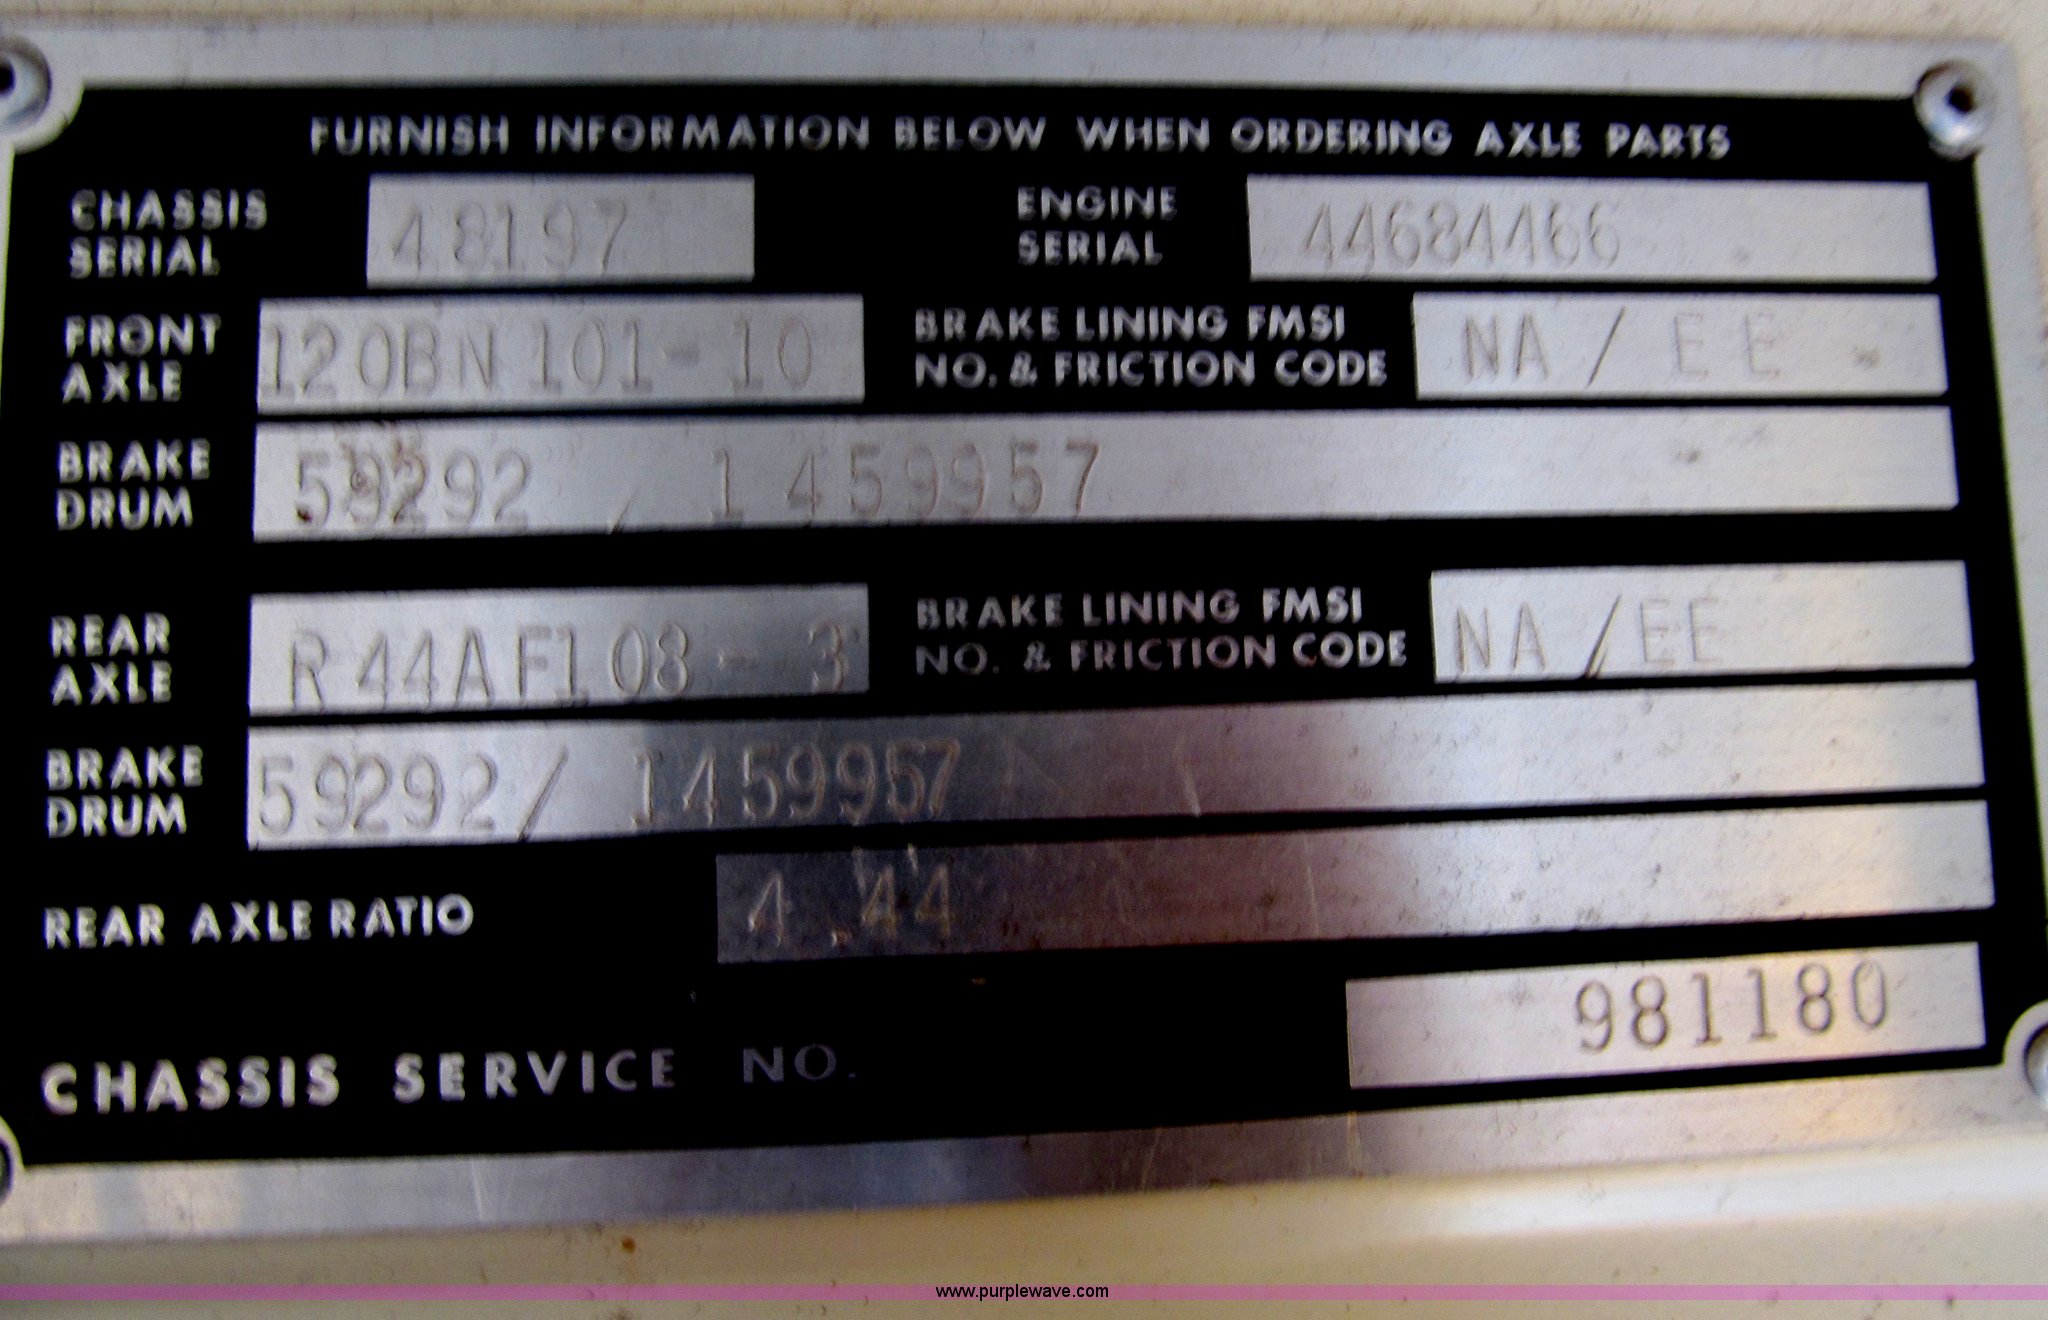 FURNISH INFORMATION BELOW WHEN ORDERING AXLE PARTS
CHASSIS SERIAL 48197 ENGINE SERIAL 44684466
FRONT AXLE 120BN101-10 BRAKE LINING FMSI NO. & FRICTION CODE NA/EE
BRAKE DRUM 59292 / 1459957
REAR AXLE R44AF108-3 BRAKE LINING FMSI NO. & FRICTION CODE NA/EE
BRAKE DRUM 59292/ 1459957
REAR AXLE RATIO 4.44
CHASSIS SERVICE NO. 981180
www.purplewave.com